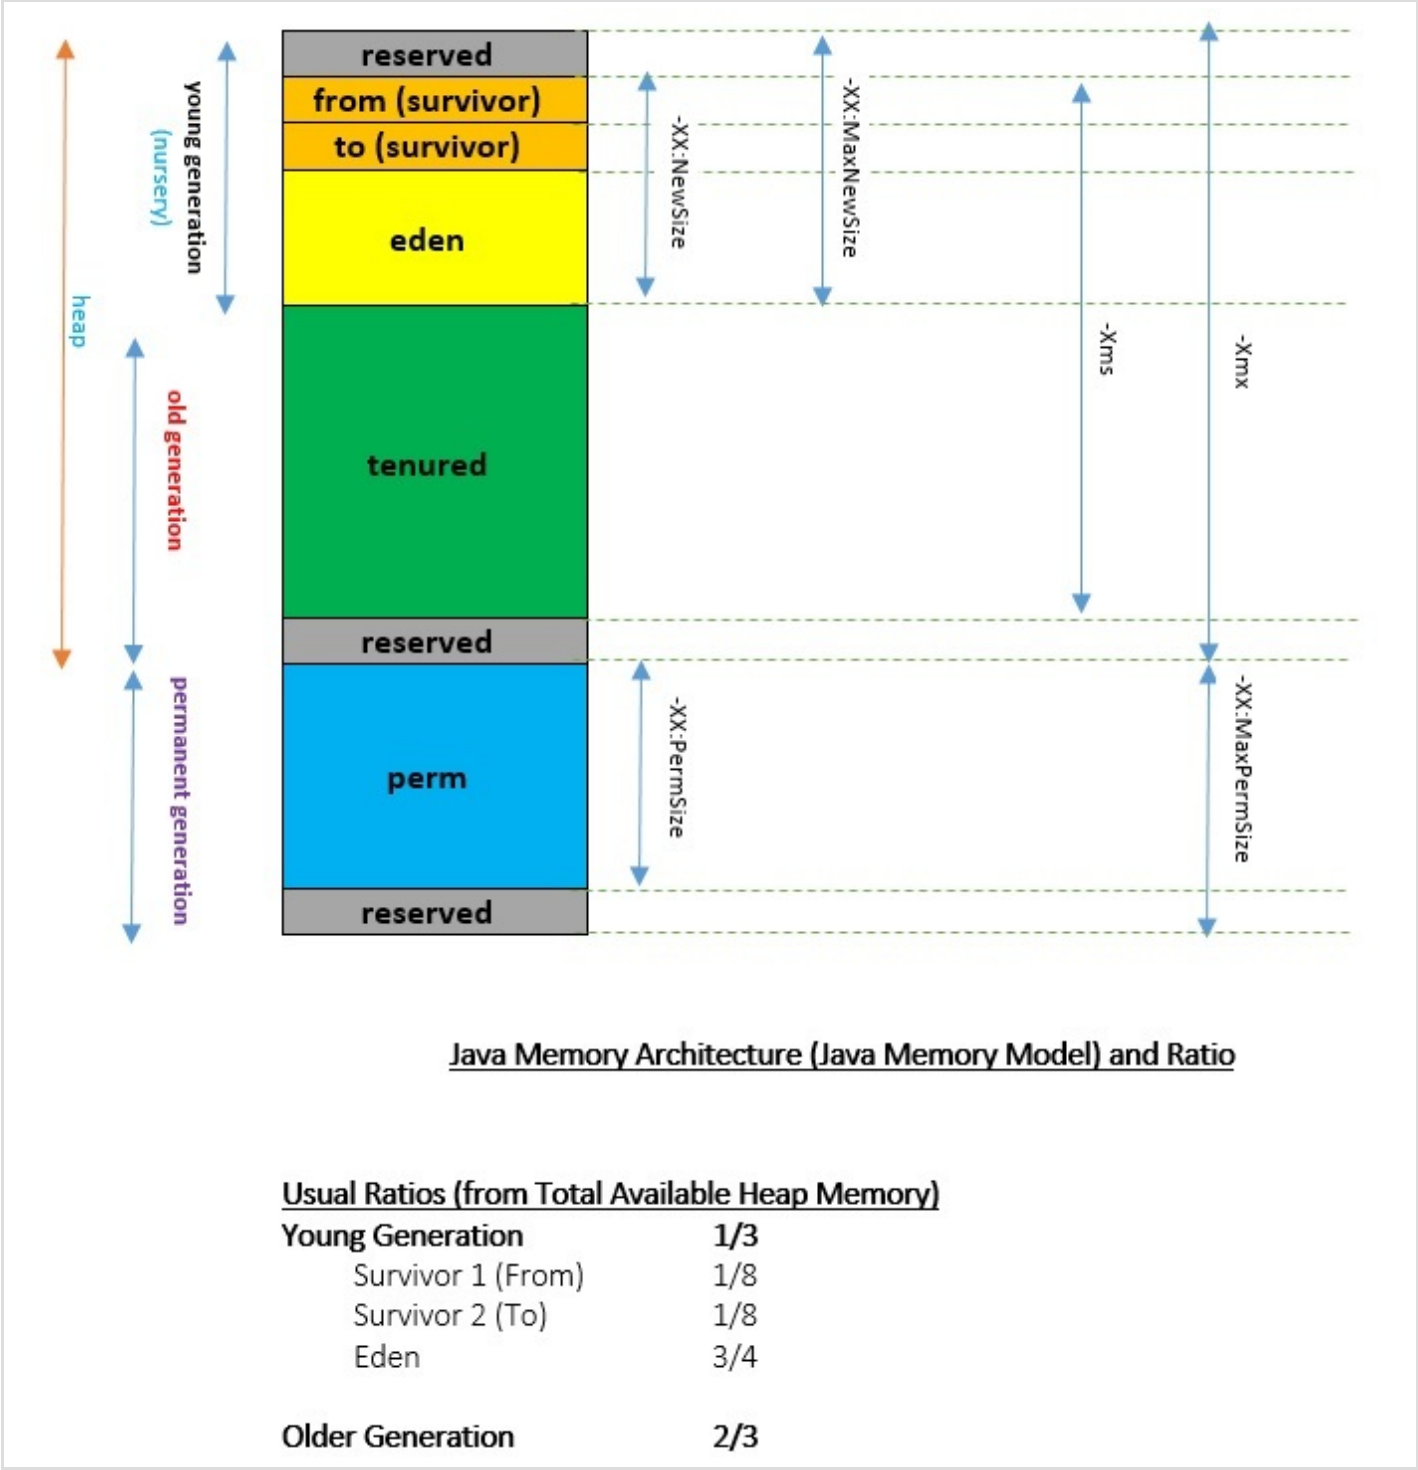 reserved
from (survivor)
to (survivor)
eden
tenured
reserved
perm
reserved
heap
young generation
(nursery)
old generation
permanent generation
-XX:NewSize
-XX:MaxNewSize
-Xms
-Xmx
-XX:PermSize
-XX:MaxPermSize
Java Memory Architecture (Java Memory Model) and Ratio
Usual Ratios (from Total Available Heap Memory)
Young Generation 1/3
Survivor 1 (From) 1/8
Survivor 2 (To) 1/8
Eden 3/4
Older Generation 2/3